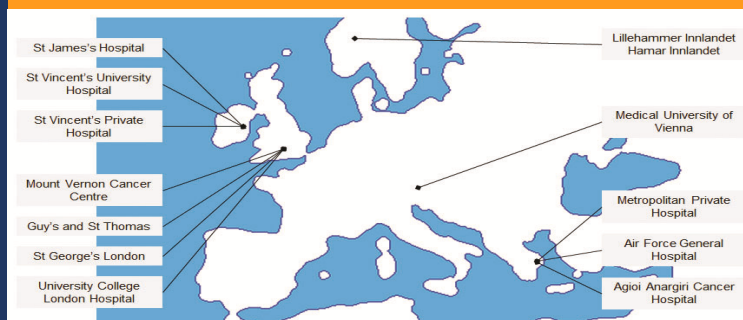 St James's Hospital
St Vincent's University
Hospital
St Vincent's Private
Hospital
Mount Vernon Cancer
Centre
Guy's and St Thomas
St George's London
University College
London Hospital
Lillehammer Innlandet
Hamar Innlandet
Medical University of
Vienna
Metropolitan Private
Hospital
Air Force General
Hospital
Agioi Anargiri Cancer
Hospital